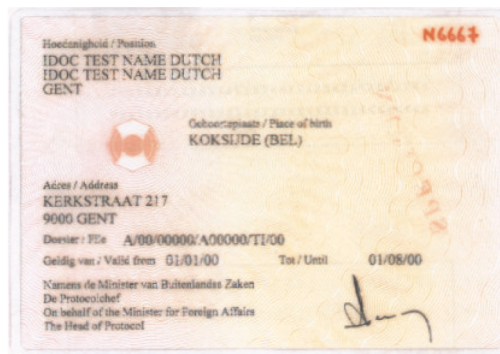 N6667
Hoedanigheid / Position
IDOC TEST NAME DUTCH
IDOC TEST NAME DUTCH
GENT
Geboorteplaats / Place of birth
KOKSIJDE (BEL)
Adres / Address
KERKSTRAAT 217
9000 GENT
Dossier / File A/00/00000/A00000/TI/00
Geldig van / Valid from 01/01/00 Tot / Until 01/08/00
Namens de Minister van Buitenlandse Zaken
De Protocolchef
On behalf of the Minister for Foreign Affairs
The Head of Protocol